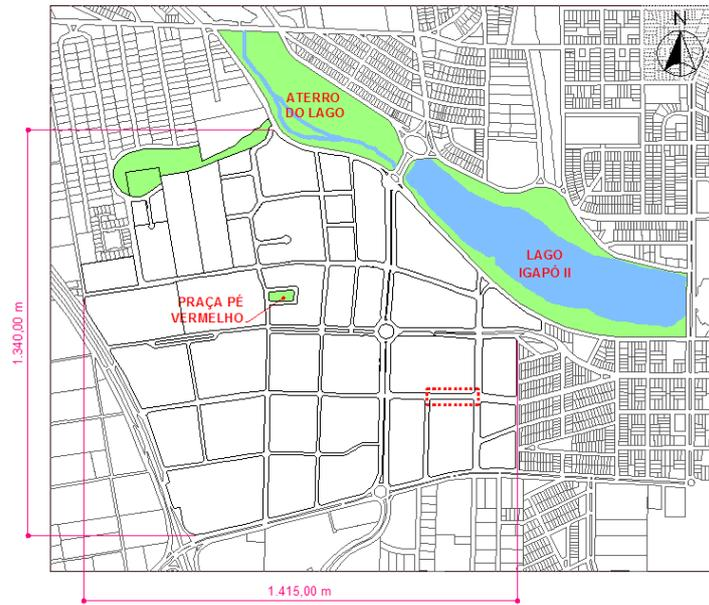 N
ATERRO
DO LAGO
LAGO
IGAPÓ II
PRAÇA PÉ
VERMELHO
1.340,00 m
1.415,00 m